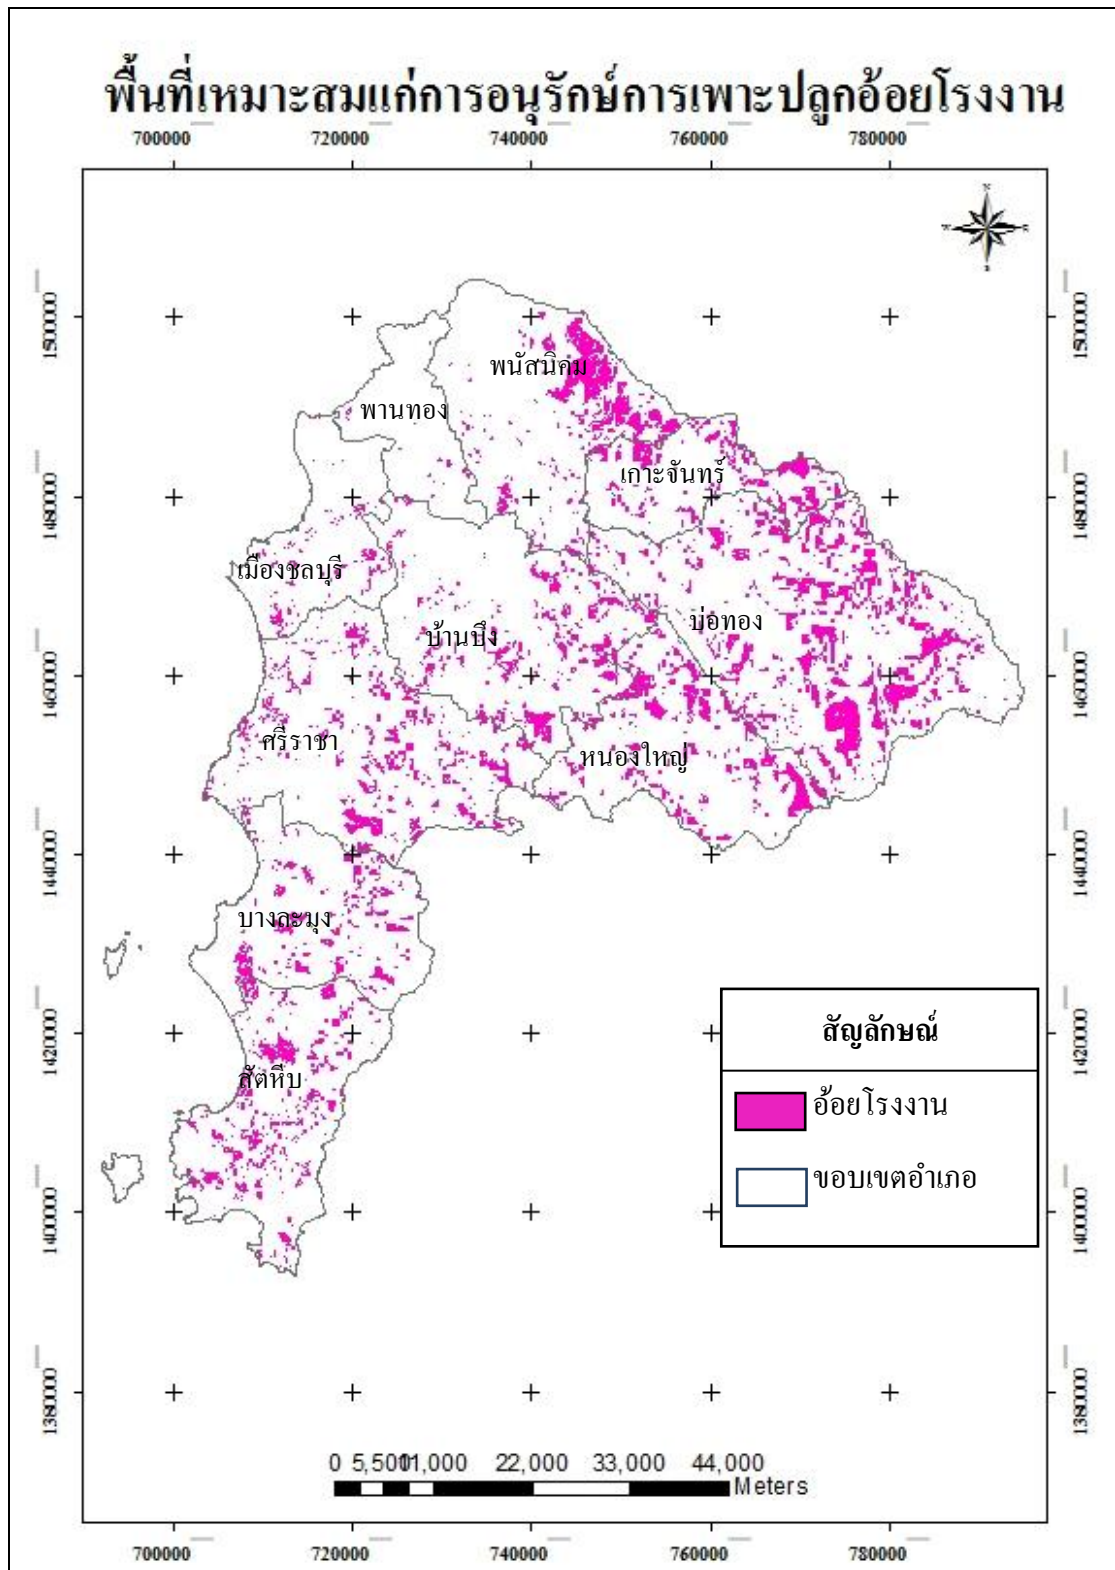 พื้นที่เหมาะสมแก่การอนุรักษ์การเพาะปลูกอ้อยโรงงาน
700000 720000 740000 760000 780000
N
1500000 1500000
พนัสนิคม
พานทอง
เกาะจันทร์
1480000 1480000
เมืองชลบุรี
บ่อทอง
บ้านบึง
1460000 1460000
ศรีราชา
หนองใหญ่
1440000 1440000
บางละมุง
สัญลักษณ์
1420000 1420000
สัตหีบ
อ้อยโรงงาน
ขอบเขตอำเภอ
1400000 1400000
1380000 1380000
0 5,500 11,000 22,000 33,000 44,000
Meters
700000 720000 740000 760000 780000